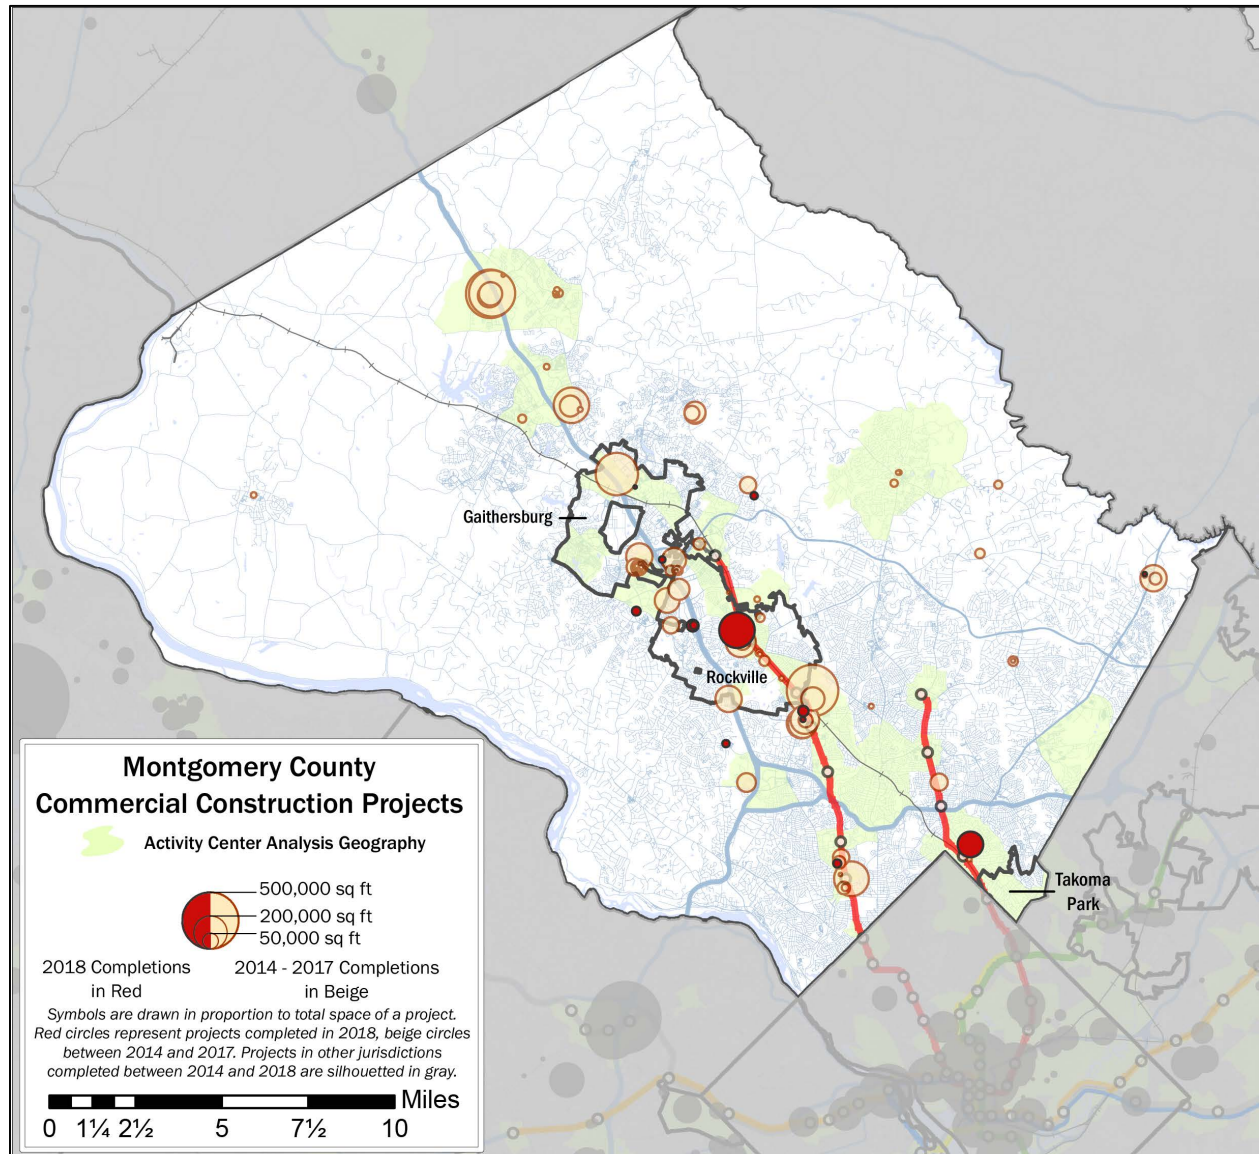 Gaithersburg
Rockville
Takoma
Park
Montgomery County
Commercial Construction Projects
Activity Center Analysis Geography
500,000 sq ft
200,000 sq ft
50,000 sq ft
2018 Completions
in Red
2014 - 2017 Completions
in Beige
Symbols are drawn in proportion to total space of a project.
Red circles represent projects completed in 2018, beige circles
between 2014 and 2017. Projects in other jurisdictions
completed between 2014 and 2018 are silhouetted in gray.
Miles
0 1¼ 2½ 5 7½ 10